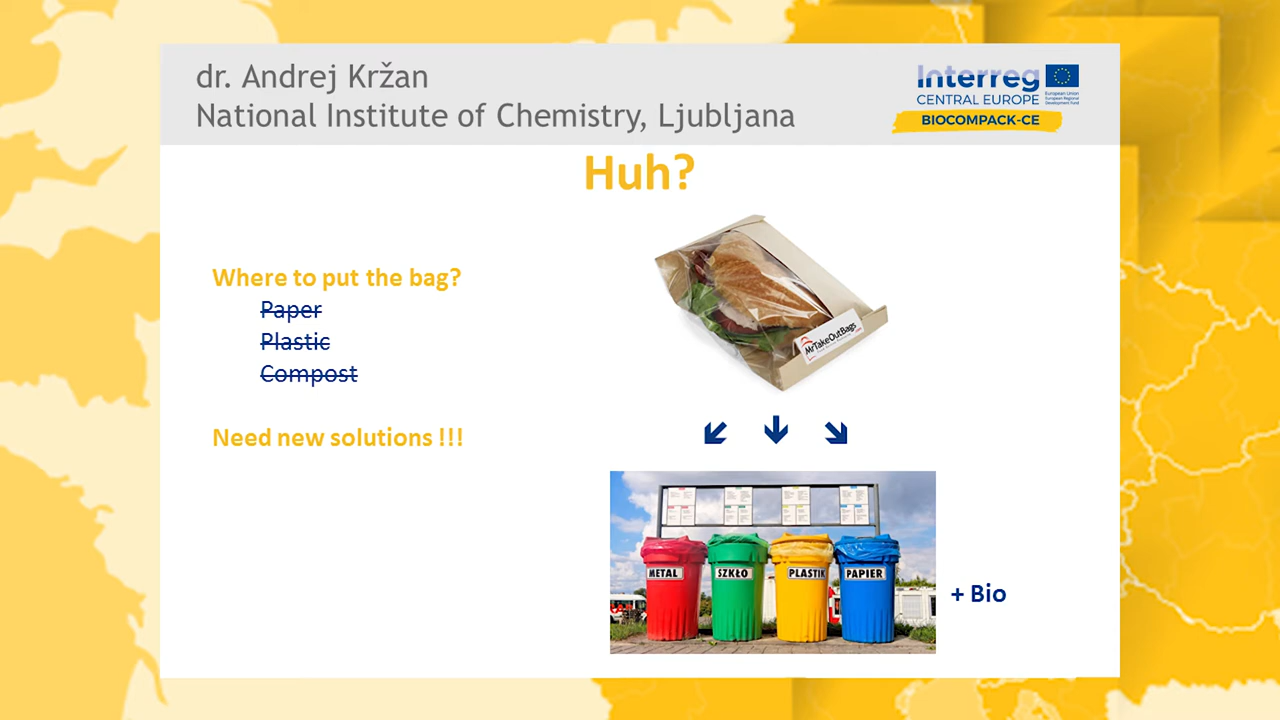 dr. Andrej Kržan
National Institute of Chemistry, Ljubljana
Interreg
CENTRAL EUROPE
European Union
European Regional
Development Fund
BIOCOMPACK-CE
Huh?
Where to put the bag?
Paper
Plastic
Compost
Need new solutions !!!
MrTakeOutBags
METAL
SZKŁO
PLASTIK
PAPIER
+ Bio